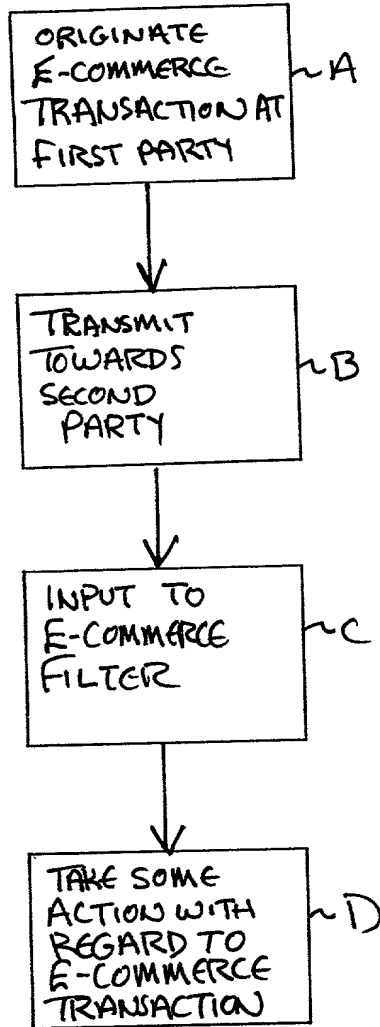 ORIGINATE
E-COMMERCE
TRANSACTION AT
FIRST PARTY
~A
TRANSMIT
TOWARDS
SECOND
PARTY
~B
INPUT TO
E-COMMERCE
FILTER
~C
TAKE SOME
ACTION WITH
REGARD TO
E-COMMERCE
TRANSACTION
~D